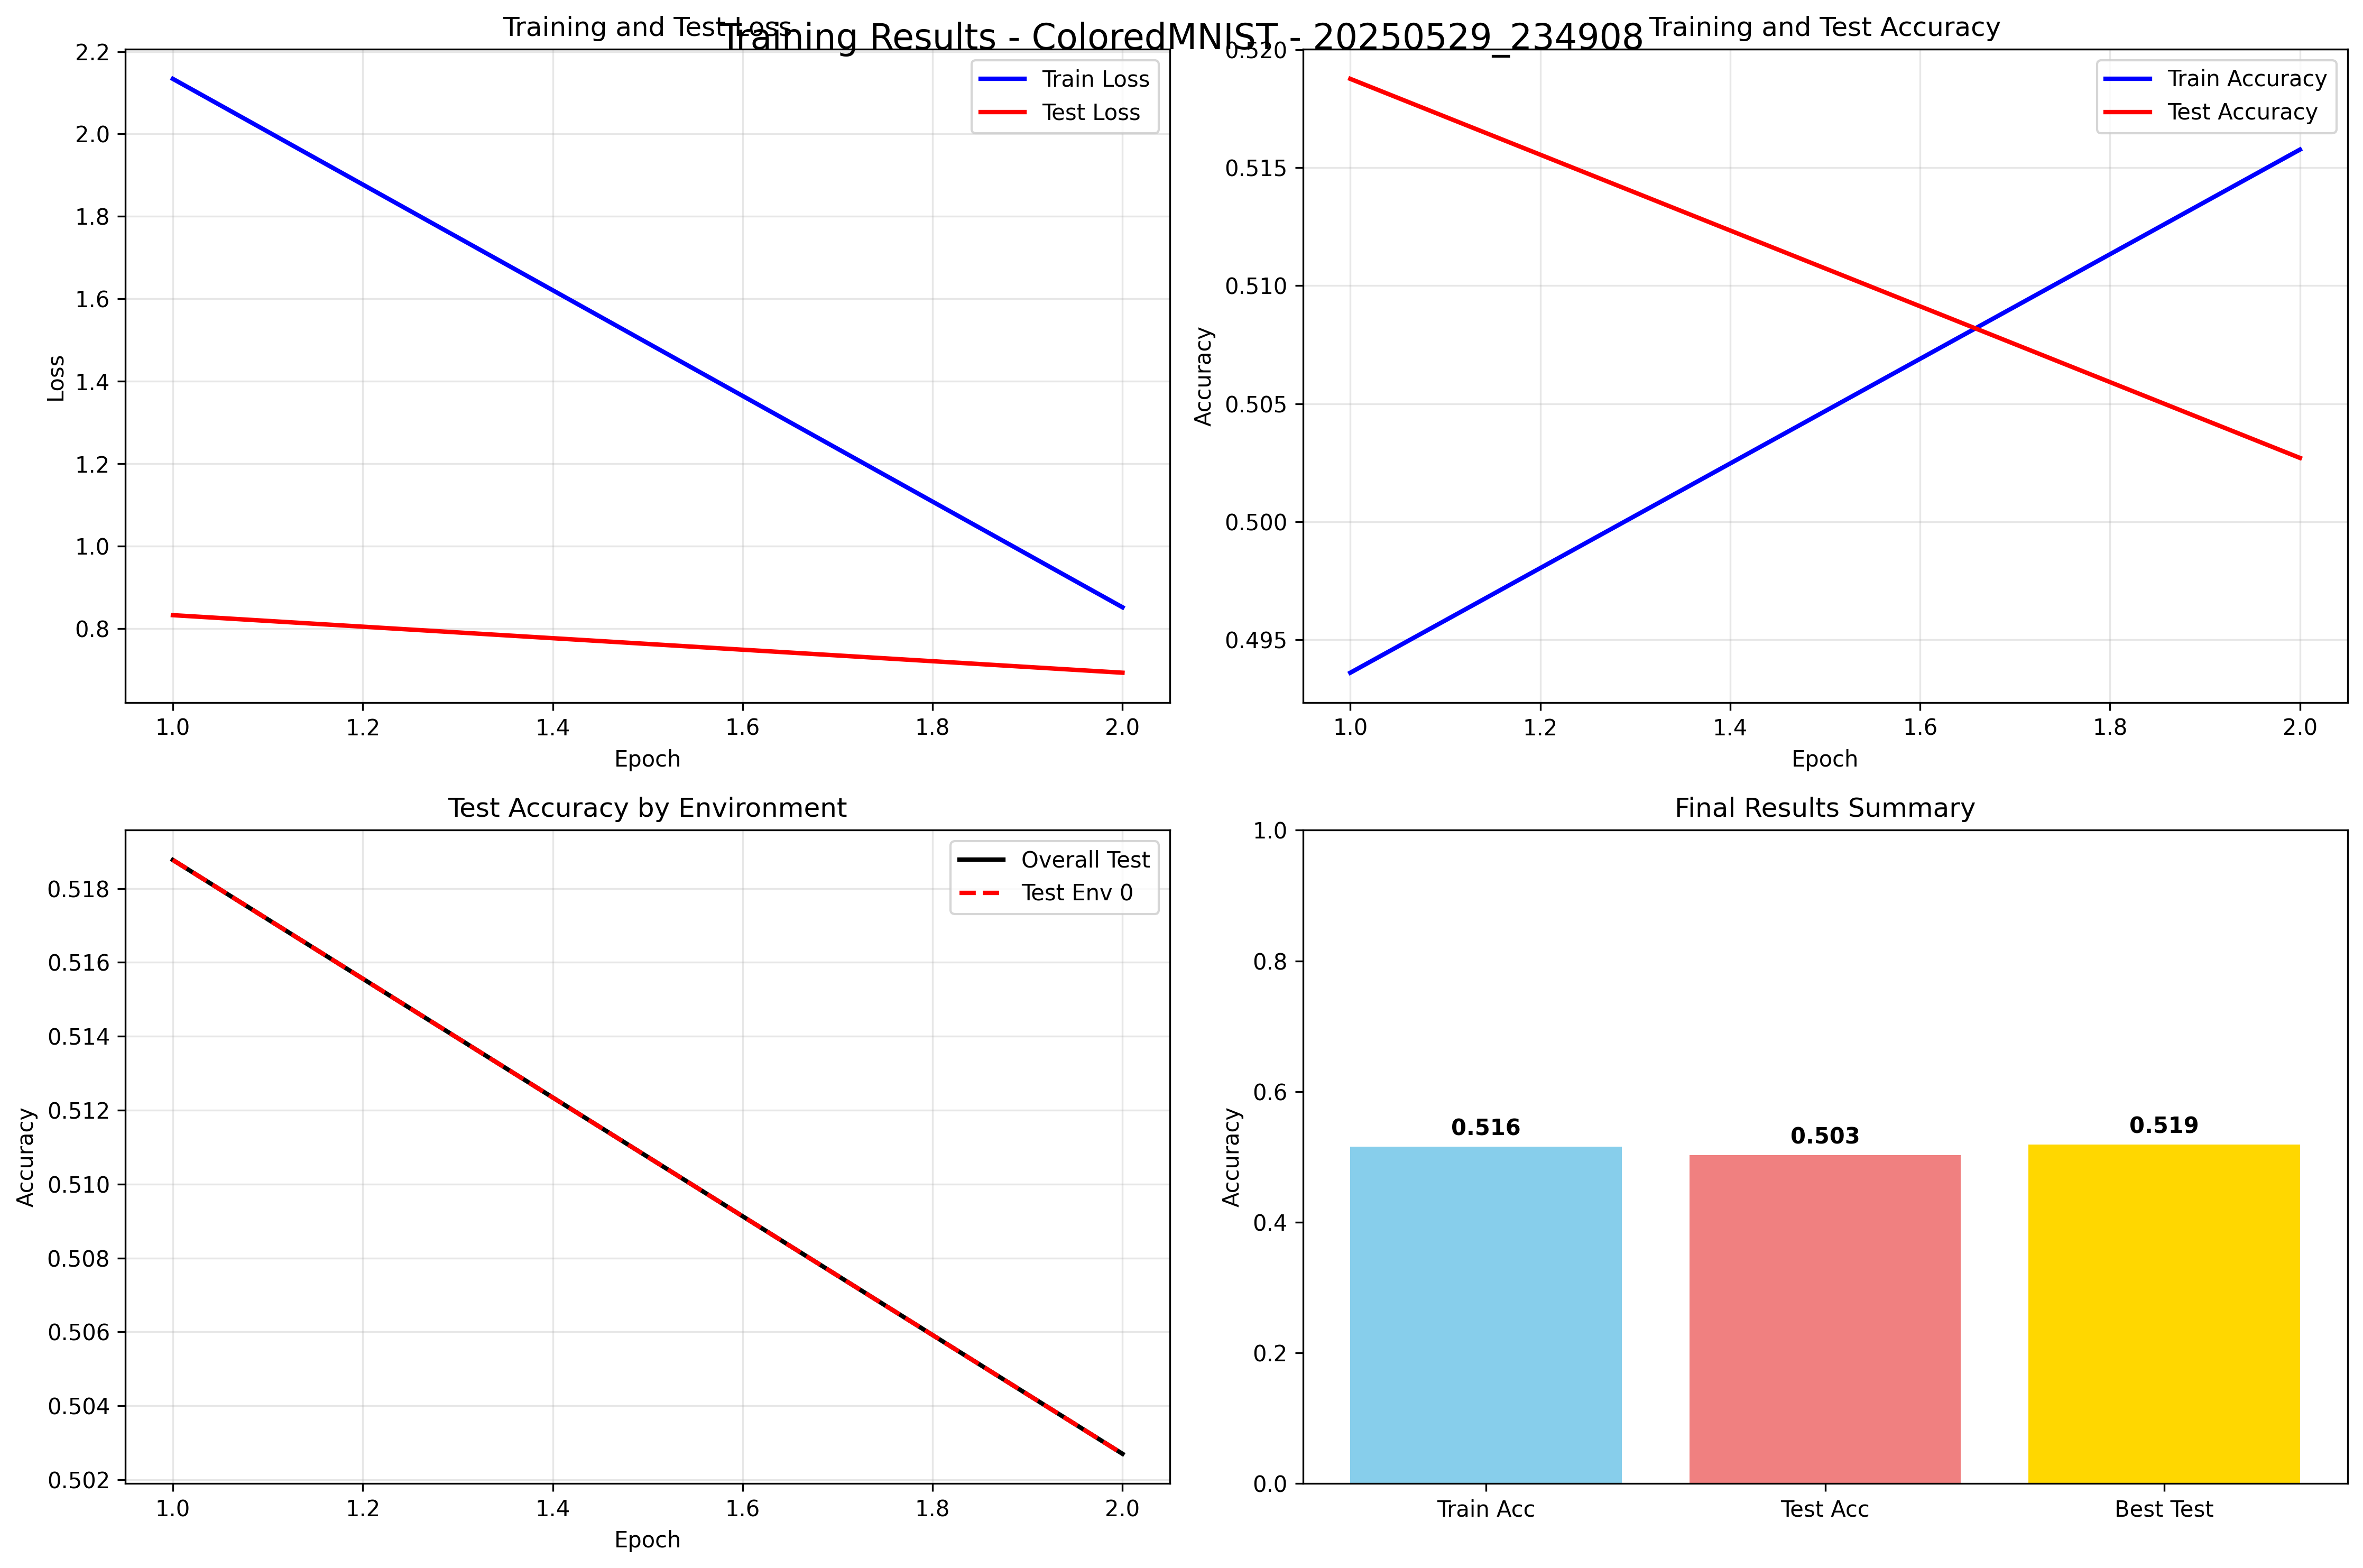 Training Results - ColoredMNIST - 20250529_234908
Training and Test Loss
2.2
2.0
1.8
1.6
1.4
1.2
1.0
0.8
Loss
Train Loss
Test Loss
1.0 1.2 1.4 1.6 1.8 2.0
Epoch
Training and Test Accuracy
0.520
0.515
0.510
0.505
0.500
0.495
Accuracy
Train Accuracy
Test Accuracy
1.0 1.2 1.4 1.6 1.8 2.0
Epoch
Test Accuracy by Environment
0.518
0.516
0.514
0.512
0.510
0.508
0.506
0.504
0.502
Accuracy
Overall Test
Test Env 0
1.0 1.2 1.4 1.6 1.8 2.0
Epoch
Final Results Summary
1.0
0.8
0.6
0.4
0.2
0.0
Accuracy
0.516
0.503
0.519
Train Acc Test Acc Best Test